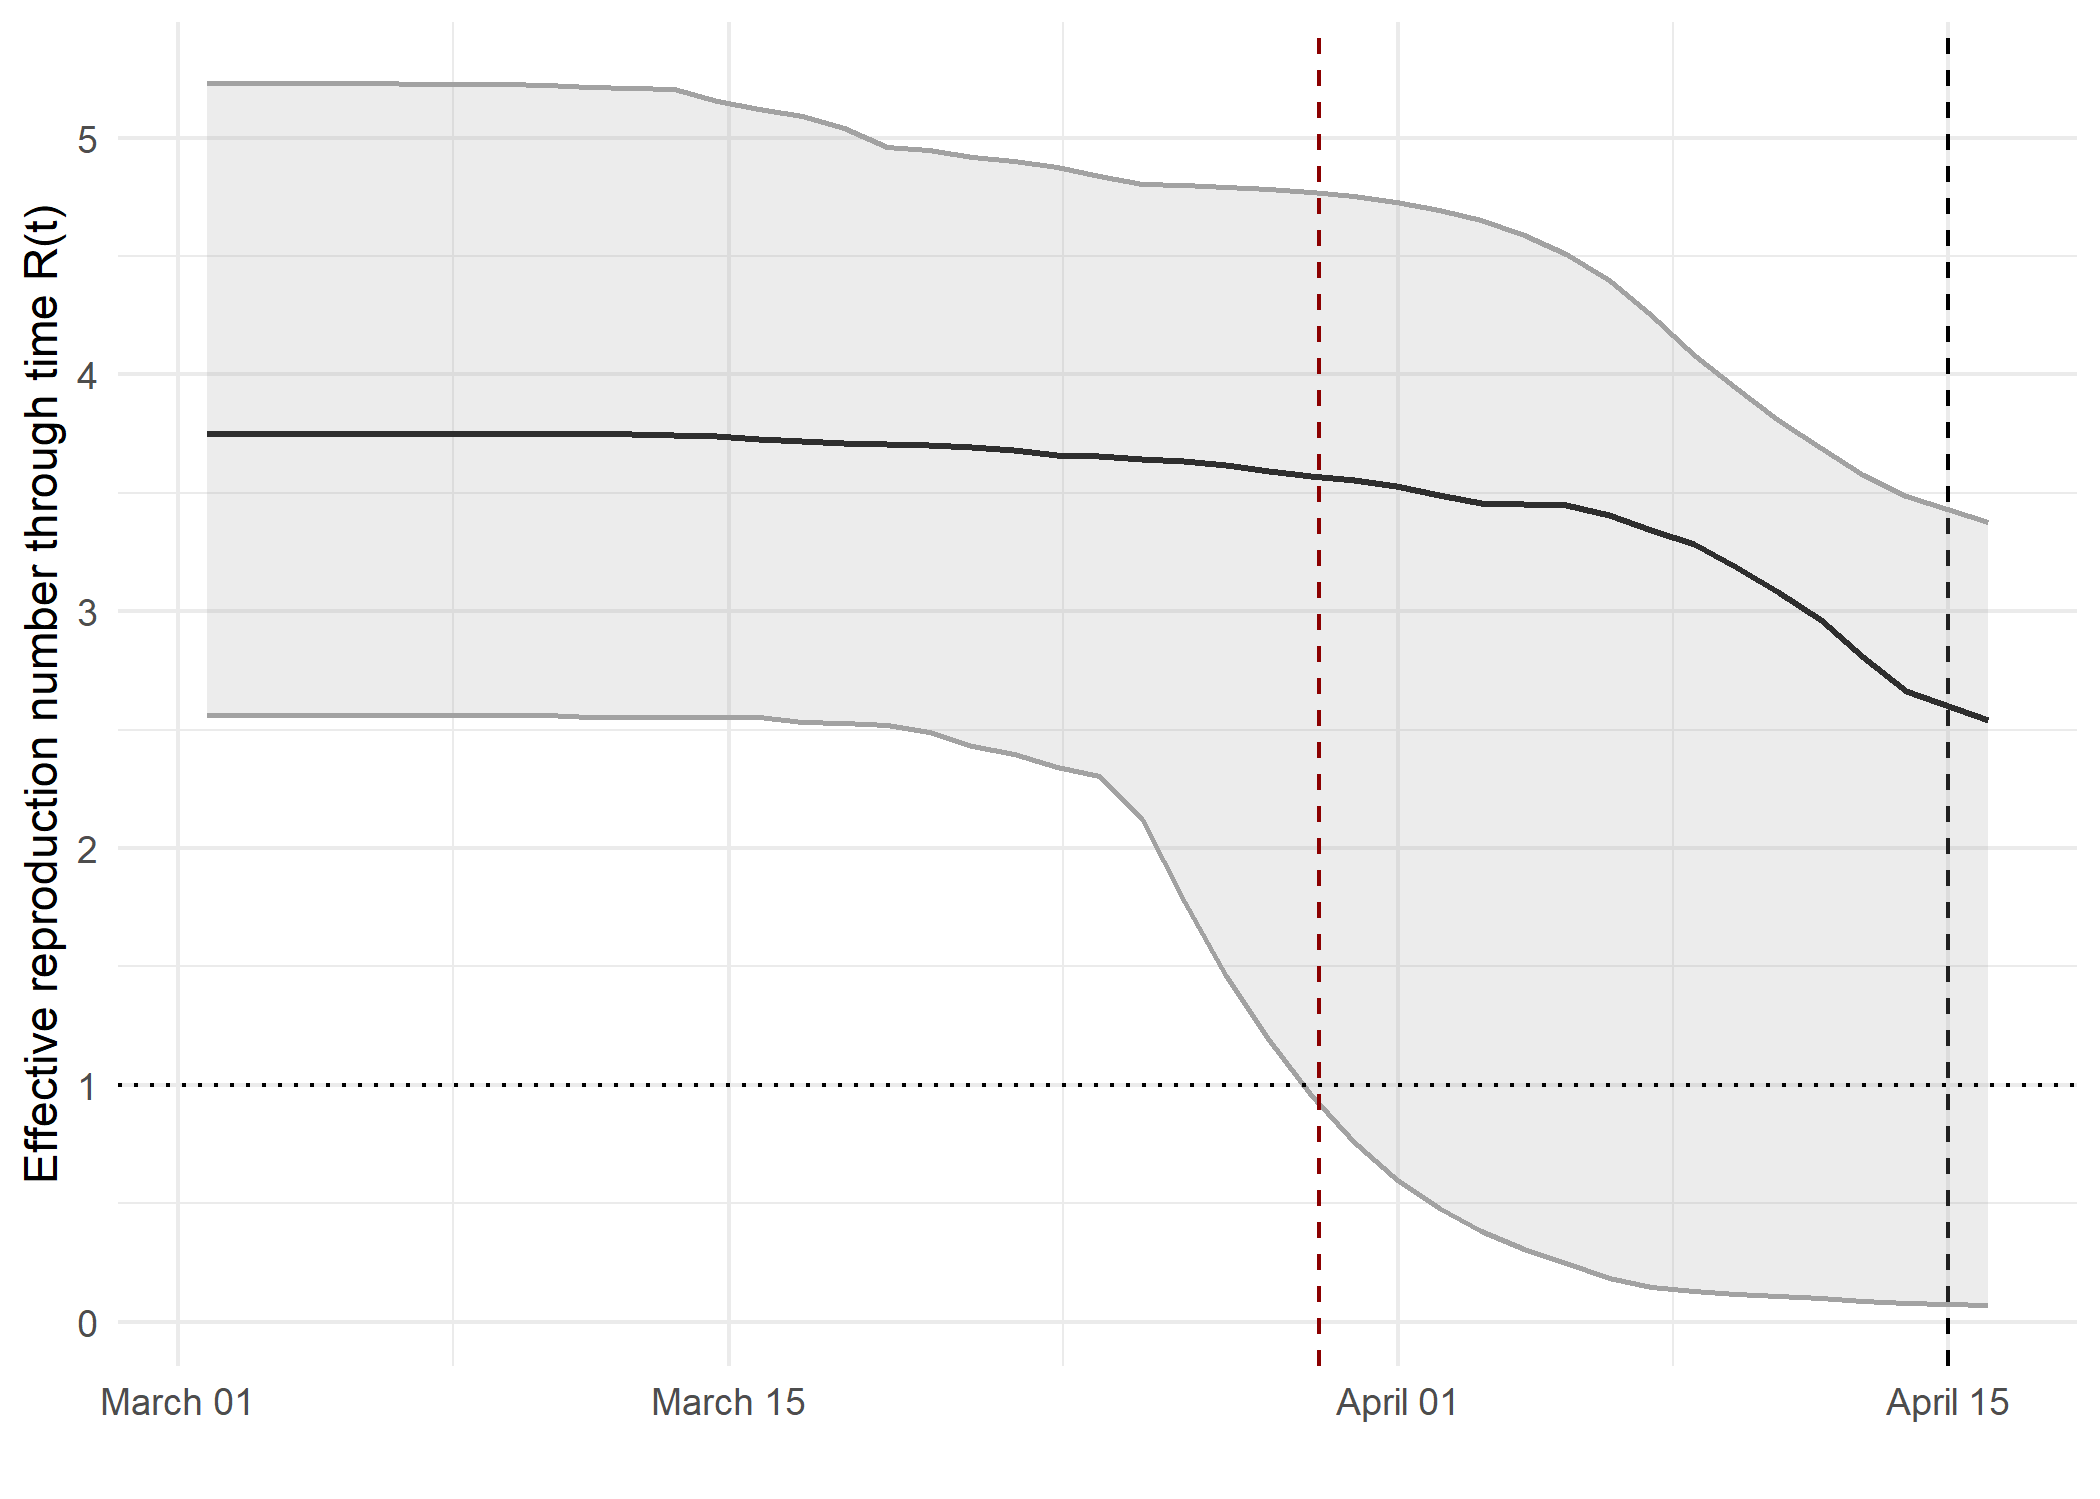 Effective reproduction number through time R(t)
5
4
3
2
1
0
March 01
March 15
April 01
April 15